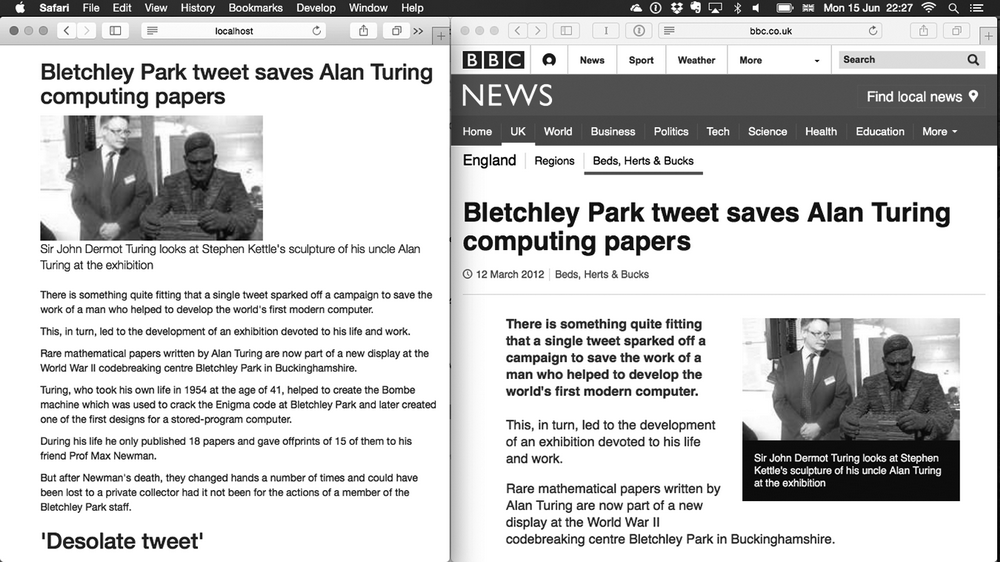 Safari File Edit View History Bookmarks Develop Window Help Mon 15 Jun 22:27
localhost
Bletchley Park tweet saves Alan Turing
computing papers
Sir John Dermot Turing looks at Stephen Kettle's sculpture of his uncle Alan
Turing at the exhibition
There is something quite fitting that a single tweet sparked off a campaign to save the
work of a man who helped to develop the world's first modern computer.
This, in turn, led to the development of an exhibition devoted to his life and work.
Rare mathematical papers written by Alan Turing are now part of a new display at the
World War II codebreaking centre Bletchley Park in Buckinghamshire.
Turing, who took his own life in 1954 at the age of 41, helped to create the Bombe
machine which was used to crack the Enigma code at Bletchley Park and later created
one of the first designs for a stored-program computer.
During his life he only published 18 papers and gave offprints of 15 of them to his
friend Prof Max Newman.
But after Newman's death, they changed hands a number of times and could have
been lost to a private collector had it not been for the actions of a member of the
Bletchley Park staff.
'Desolate tweet'
bbc.co.uk
BBC News Sport Weather More Search
NEWS Find local news
Home UK World Business Politics Tech Science Health Education More
England Regions Beds, Herts & Bucks
Bletchley Park tweet saves Alan Turing
computing papers
12 March 2012 Beds, Herts & Bucks
There is something quite fitting
that a single tweet sparked off a
campaign to save the work of a
man who helped to develop the
world's first modern computer.
This, in turn, led to the development
of an exhibition devoted to his life
and work.
Rare mathematical papers written by
Alan Turing are now part of a new
display at the World War II
codebreaking centre Bletchley Park in Buckinghamshire.
Sir John Dermot Turing looks at Stephen
Kettle's sculpture of his uncle Alan Turing
at the exhibition